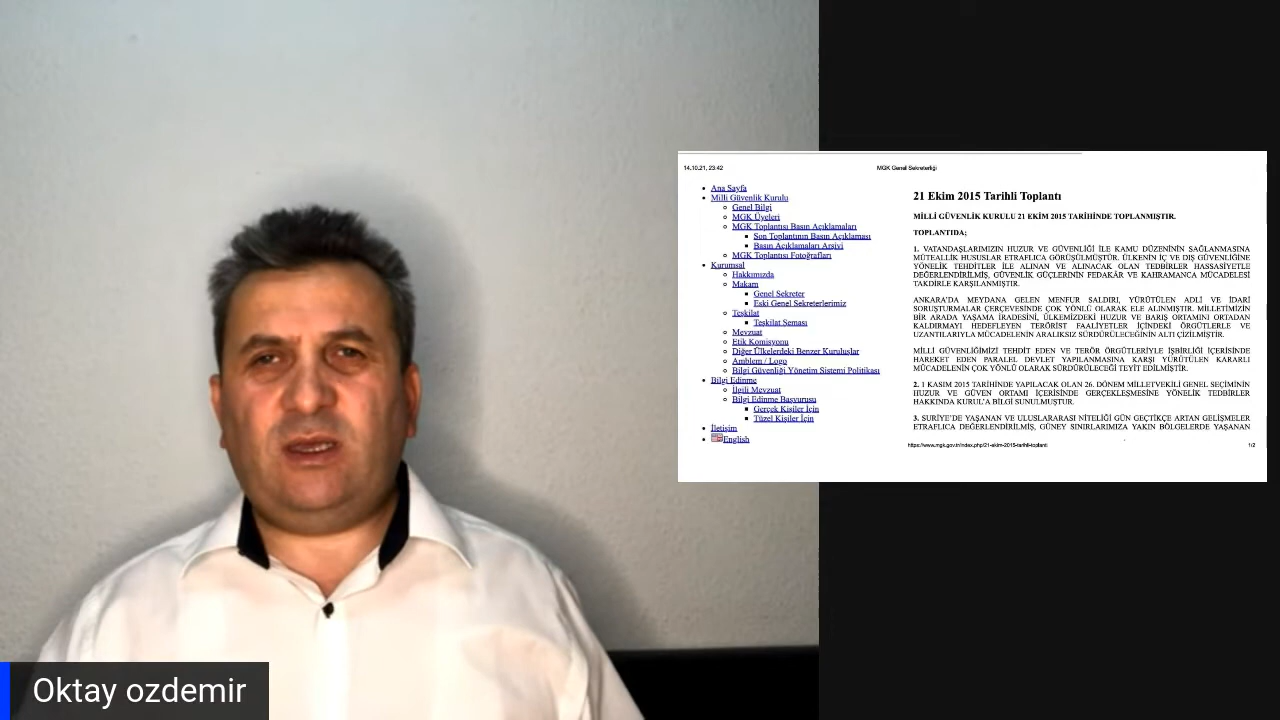 14.10.21, 23:42
MGK Genel Sekreterliği
Ana Sayfa
Milli Güvenlik Kurulu
Genel Bilgi
MGK Üyeleri
MGK Toplantısı Basın Açıklamaları
Son Toplantının Basın Açıklaması
Basın Açıklamaları Arşivi
MGK Toplantısı Fotoğrafları
Kurumsal
Hakkımızda
Makam
Genel Sekreter
Eski Genel Sekreterlerimiz
Teşkilat
Teşkilat Şeması
Mevzuat
Etik Komisyonu
Diğer Ülkelerdeki Benzer Kuruluşlar
Amblem / Logo
Bilgi Güvenliği Yönetim Sistemi Politikası
Bilgi Edinme
İlgili Mevzuat
Bilgi Edinme Başvurusu
Gerçek Kişiler İçin
Tüzel Kişiler İçin
İletişim
English
21 Ekim 2015 Tarihli Toplantı
MİLLİ GÜVENLİK KURULU 21 EKİM 2015 TARİHİNDE TOPLANMIŞTIR.
TOPLANTIDA;
1. VATANDAŞLARIMIZIN HUZUR VE GÜVENLİĞİ İLE KAMU DÜZENİNİN SAĞLANMASINA
MÜTEALLİK HUSUSLAR ETRAFLICA GÖRÜŞÜLMÜŞTÜR. ÜLKENİN İÇ VE DIŞ GÜVENLİĞİNE
YÖNELİK TEHDİTLER İLE ALINAN VE ALINACAK OLAN TEDBİRLER HASSASİYETLE
DEĞERLENDİRİLMİŞ, GÜVENLİK GÜÇLERİNİN FEDAKÂR VE KAHRAMANCA MÜCADELESİ
TAKDİRLE KARŞILANMIŞTIR.
ANKARA'DA MEYDANA GELEN MENFUR SALDIRI, YÜRÜTÜLEN ADLİ VE İDARİ
SORUŞTURMALAR ÇERÇEVESİNDE ÇOK YÖNLÜ OLARAK ELE ALINMIŞTIR. MİLLETİMİZİN
BİR ARADA YAŞAMA İRADESİNİ, ÜLKEMİZDEKİ HUZUR VE BARIŞ ORTAMINI ORTADAN
KALDIRMAYI HEDEFLEYEN TERÖRİST FAALİYETLER İÇİNDEKİ ÖRGÜTLERLE VE
UZANTILARIYLA MÜCADELENİN ARALIKSIZ SÜRDÜRÜLECEĞİNİN ALTI ÇİZİLMİŞTİR.
MİLLİ GÜVENLİĞİMİZİ TEHDİT EDEN VE TERÖR ÖRGÜTLERİYLE İŞBİRLİĞİ İÇERİSİNDE
HAREKET EDEN PARALEL DEVLET YAPILANMASINA KARŞI YÜRÜTÜLEN KARARLI
MÜCADELENİN ÇOK YÖNLÜ OLARAK SÜRDÜRÜLECEĞİ TEYİT EDİLMİŞTİR.
2. 1 KASIM 2015 TARİHİNDE YAPILACAK OLAN 26. DÖNEM MİLLETVEKİLİ GENEL SEÇİMİNİN
HUZUR VE GÜVEN ORTAMI İÇERİSİNDE GERÇEKLEŞMESİNE YÖNELİK TEDBİRLER
HAKKINDA KURUL'A BİLGİ SUNULMUŞTUR.
3. SURİYE'DE YAŞANAN VE ULUSLARARASI NİTELİĞİ GÜN GEÇTİKÇE ARTAN GELİŞMELER
ETRAFLICA DEĞERLENDİRİLMİŞ, GÜNEY SINIRLARIMIZA YAKIN BÖLGELERDE YAŞANAN
https://www.mgk.gov.tr/index.php/21-ekim-2015-tarihli-toplanti
1/2
Oktay ozdemir